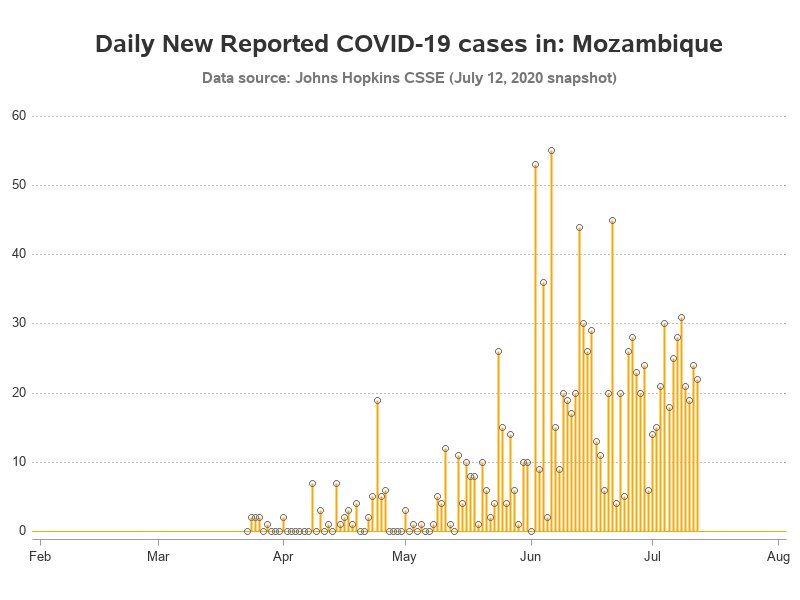 Daily New Reported COVID-19 cases in: Mozambique
Data source: Johns Hopkins CSSE (July 12, 2020 snapshot)
60
50
40
30
20
10
0
Feb Mar Apr May Jun Jul Aug